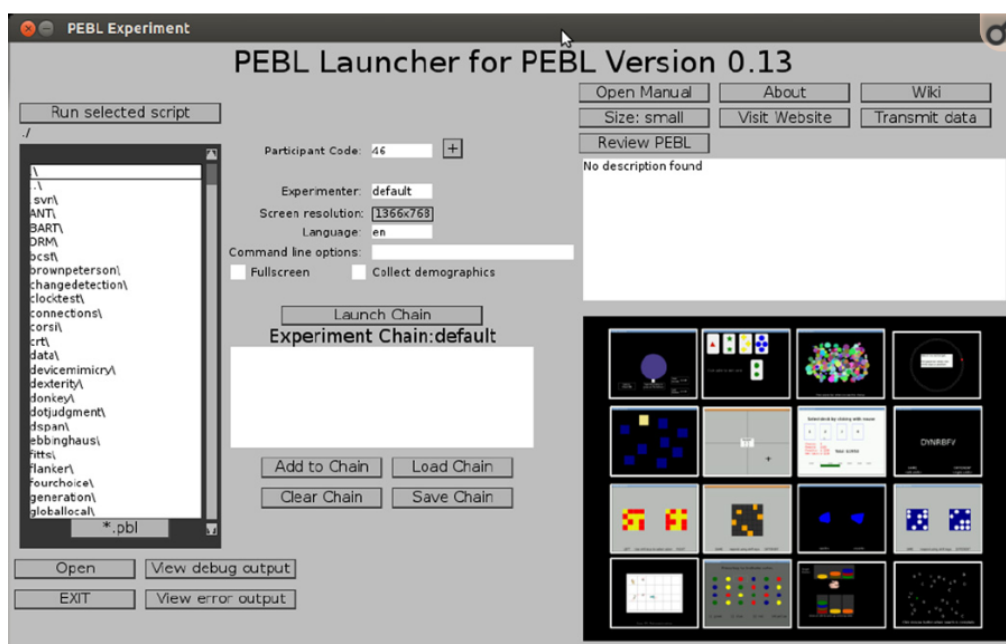 PEBL Experiment
PEBL Launcher for PEBL Version 0.13
Run selected script
./
.\
..\
.svn\
ANT\
BART\
DRM\
bcst\
brownpeterson\
changedetection\
clocktest\
connections\
corsi\
crt\
data\
devicemimicry\
dexterity\
donkey\
dotjudgment\
dspan\
ebbinghaus\
fitts\
flanker\
fourchoice\
generation\
globallocal\
*.pbl
Open
View debug output
EXIT
View error output
Participant Code: 46 +
Experimenter: default
Screen resolution: 1366x768
Language: en
Command line options:
Fullscreen
Collect demographics
Launch Chain
Experiment Chain:default
Add to Chain
Load Chain
Clear Chain
Save Chain
Open Manual
About
Wiki
Size: small
Visit Website
Transmit data
Review PEBL
No description found
DYNRBFV